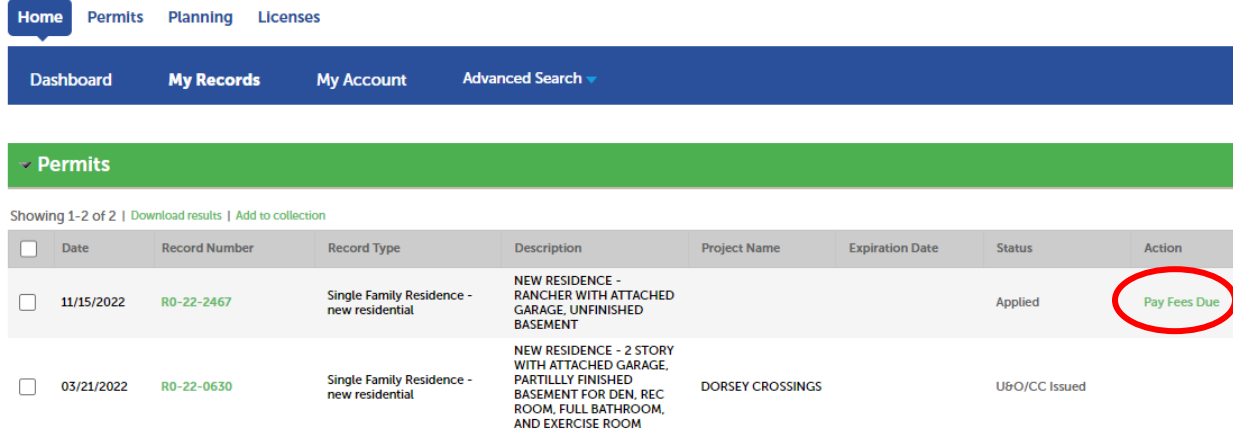 Home Permits Planning Licenses
Dashboard My Records My Account Advanced Search
Permits
Showing 1-2 of 2 | Download results | Add to collection
Date Record Number Record Type Description Project Name Expiration Date Status Action
11/15/2022 R0-22-2467 Single Family Residence - new residential NEW RESIDENCE - RANCHER WITH ATTACHED GARAGE, UNFINISHED BASEMENT Applied Pay Fees Due
03/21/2022 R0-22-0630 Single Family Residence - new residential NEW RESIDENCE - 2 STORY WITH ATTACHED GARAGE, PARTILLLY FINISHED BASEMENT FOR DEN, REC ROOM, FULL BATHROOM, AND EXERCISE ROOM DORSEY CROSSINGS U&O/CC Issued